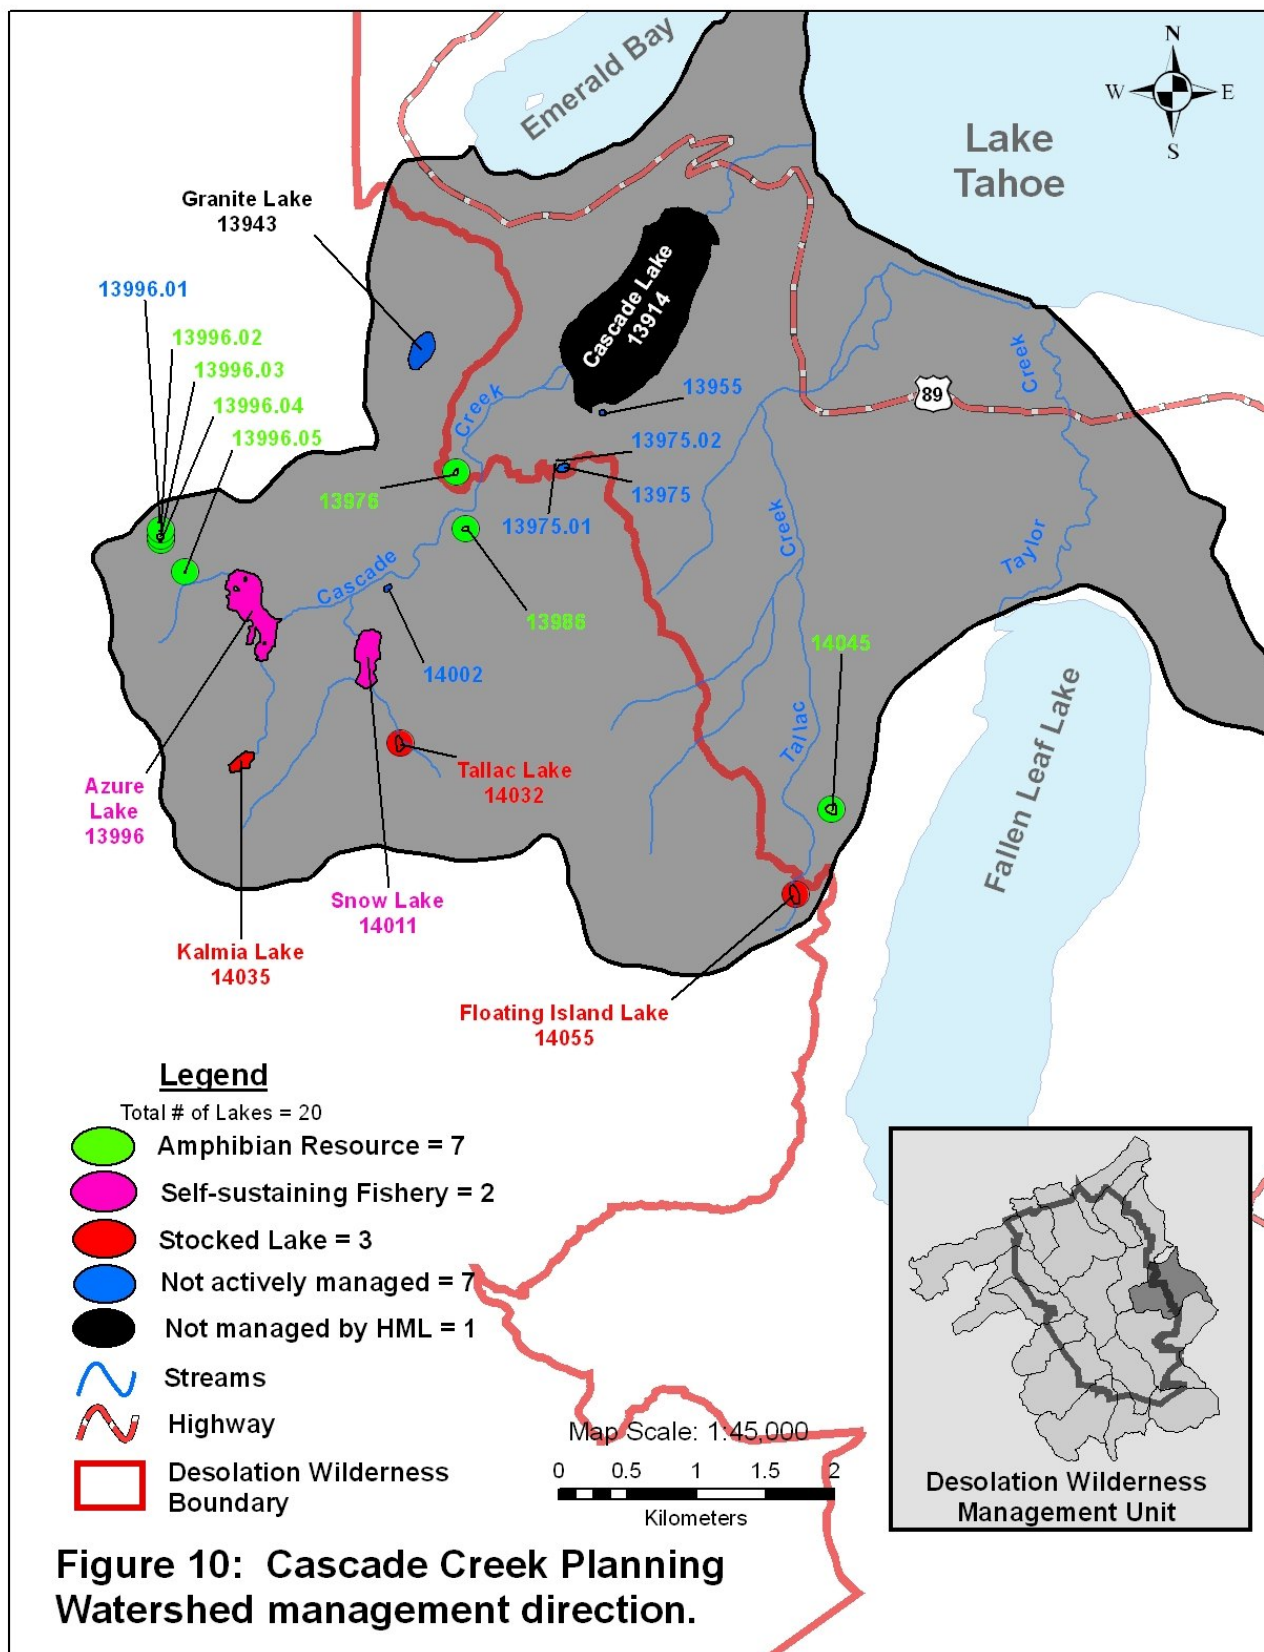 Emerald Bay
N
W
E
S
Lake
Tahoe
Granite Lake
13943
Cascade Lake
13914
13996.01
13996.02
13996.03
13996.04
13996.05
13955
89
Creek
Creek
13975.02
13975
13975.01
13976
Creek
Taylor
Cascade
13986
14002
14045
Tallac
Fallen Leaf Lake
Azure
Lake
13996
Tallac Lake
14032
Snow Lake
14011
Kalmia Lake
14035
Floating Island Lake
14055
Legend
Total # of Lakes = 20
Amphibian Resource = 7
Self-sustaining Fishery = 2
Stocked Lake = 3
Not actively managed = 7
Not managed by HML = 1
Streams
Highway
Desolation Wilderness
Boundary
Map Scale: 1:45,000
0 0.5 1 1.5 2
Kilometers
Desolation Wilderness
Management Unit
Figure 10: Cascade Creek Planning
Watershed management direction.